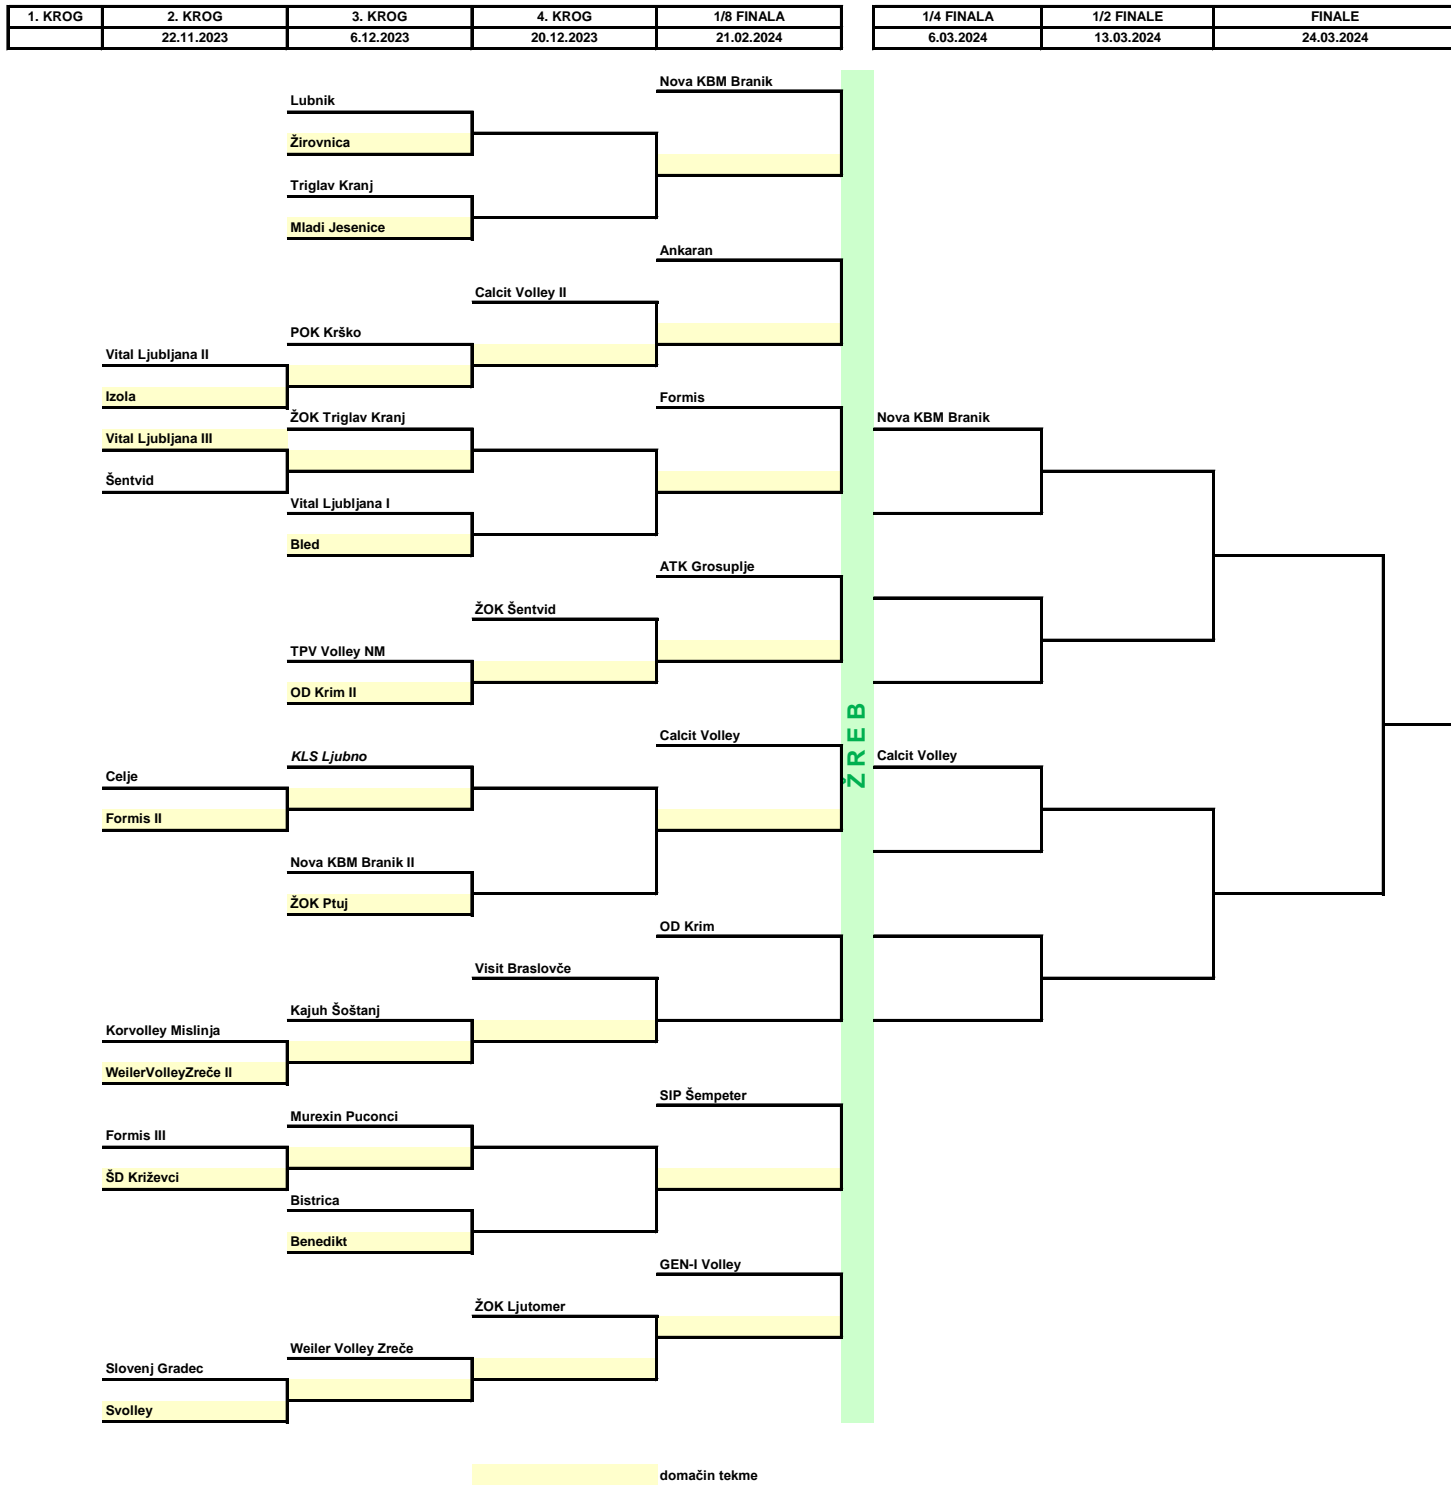 1. KROG 2. KROG 3. KROG 4. KROG 1/8 FINALA 1/4 FINALA 1/2 FINALE FINALE
22.11.2023 6.12.2023 20.12.2023 21.02.2024 6.03.2024 13.03.2024 24.03.2024
Nova KBM Branik
Lubnik
Žirovnica
Triglav Kranj
Mladi Jesenice
Ankaran
Calcit Volley II
POK Krško
Vital Ljubljana II
Izola
Formis
ŽOK Triglav Kranj
Nova KBM Branik
Vital Ljubljana III
Šentvid
Vital Ljubljana I
Bled
ATK Grosuplje
ŽOK Šentvid
TPV Volley NM
OD Krim II
ŽREB
Calcit Volley
KLS Ljubno
Calcit Volley
Celje
Formis II
Nova KBM Branik II
ŽOK Ptuj
OD Krim
Visit Braslovče
Kajuh Šoštanj
Korvolley Mislinja
WeilerVolleyZreče II
SIP Šempeter
Murexin Puconci
Formis III
ŠD Križevci
Bistrica
Benedikt
GEN-I Volley
ŽOK Ljutomer
Weiler Volley Zreče
Slovenj Gradec
Svolley
domačin tekme